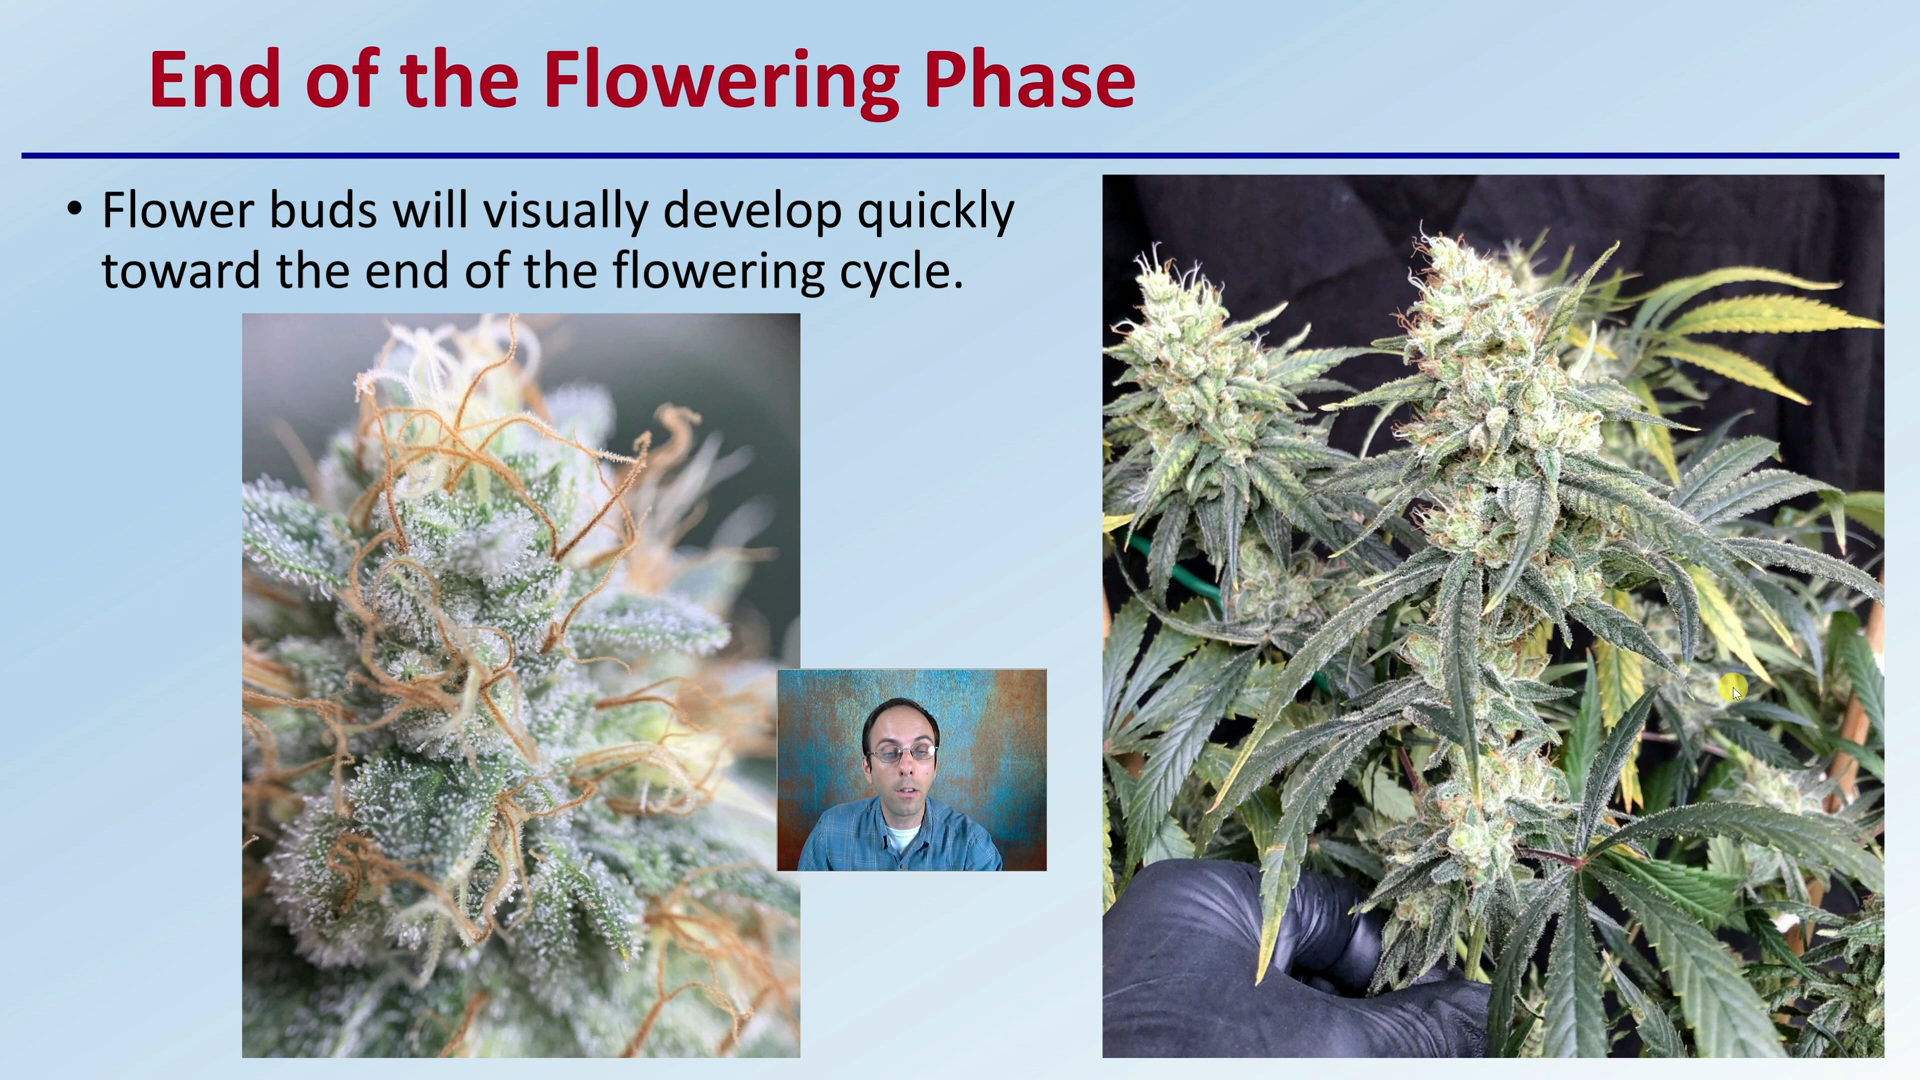 End of the Flowering Phase
• Flower buds will visually develop quickly
toward the end of the flowering cycle.